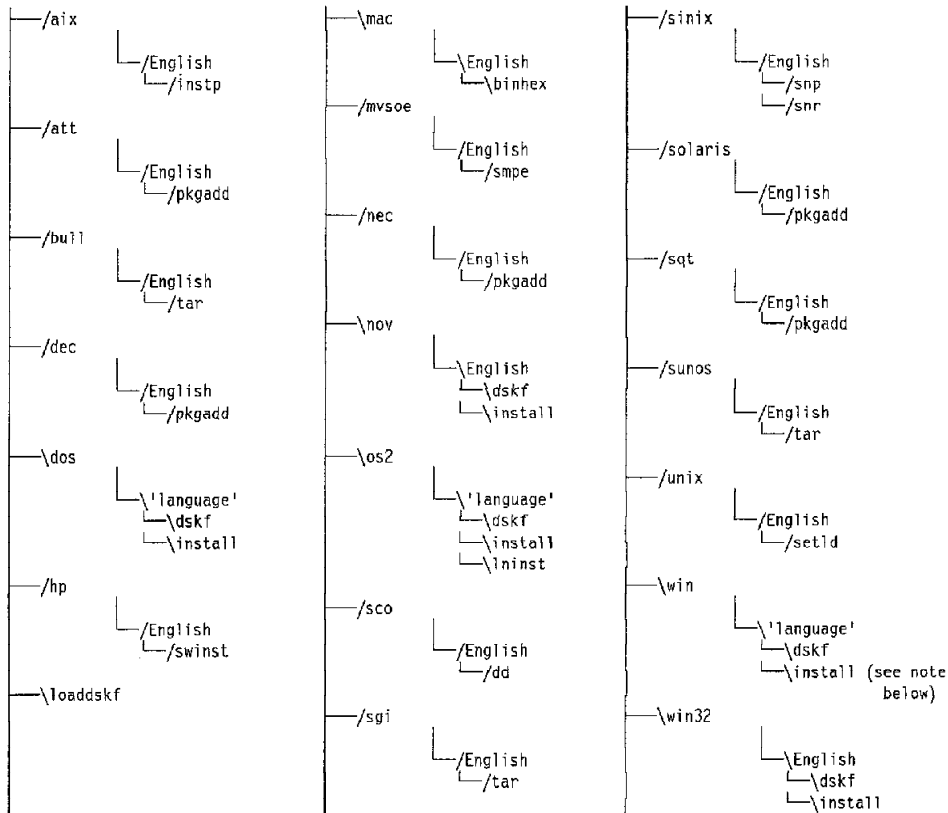 /aix
/English
/instp
/att
/English
/pkgadd
/bull
/English
/tar
/dec
/English
/pkgadd
\dos
\'language'
\dskf
\install
/hp
/English
/swinst
\loaddskf
\mac
\English
\binhex
/mvsoe
/English
/smpe
/nec
/English
/pkgadd
\nov
\English
\dskf
\install
\os2
\'language'
\dskf
\install
\lninst
/sco
/English
/dd
/sgi
/English
/tar
/sinix
/English
/snp
/snr
/solaris
/English
/pkgadd
/sqt
/English
/pkgadd
/sunos
/English
/tar
/unix
/English
/setld
\win
\'language'
\dskf
\install (see note
below)
\win32
\English
\dskf
\install